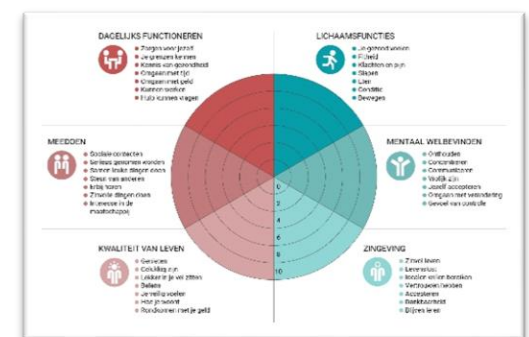 DAGELIJKS FUNCTIONEREN
Zorgen voor jezelf
Je grenzen kennen
Kennis van gezondheid
Omgaan met tijd
Omgaan met geld
Kunnen werken
Hulp kunnen vragen
LICHAAMSFUNCTIES
Je gezond voelen
Fitheid
Klachten en pijn
Slapen
Eten
Conditie
Bewegen
MEEDOEN
Sociale contacten
Serieus genomen worden
Samen leuke dingen doen
Steun van anderen
Erbij horen
Zinvolle dingen doen
Interesse in de
maatschappij
MENTAAL WELBEVINDEN
Onthouden
Concentreren
Communiceren
Vrolijk zijn
Jezelf accepteren
Omgaan met verandering
Gevoel van controle
0
2
4
6
8
10
KWALITEIT VAN LEVEN
Genieten
Gelukkig zijn
Lekker in je vel zitten
Balans
Je veilig voelen
Hoe je woont
Rondkomen met je geld
ZINGEVING
Zinvol leven
Levenslust
Idealen willen bereiken
Vertrouwen hebben
Accepteren
Dankbaarheid
Blijven leren